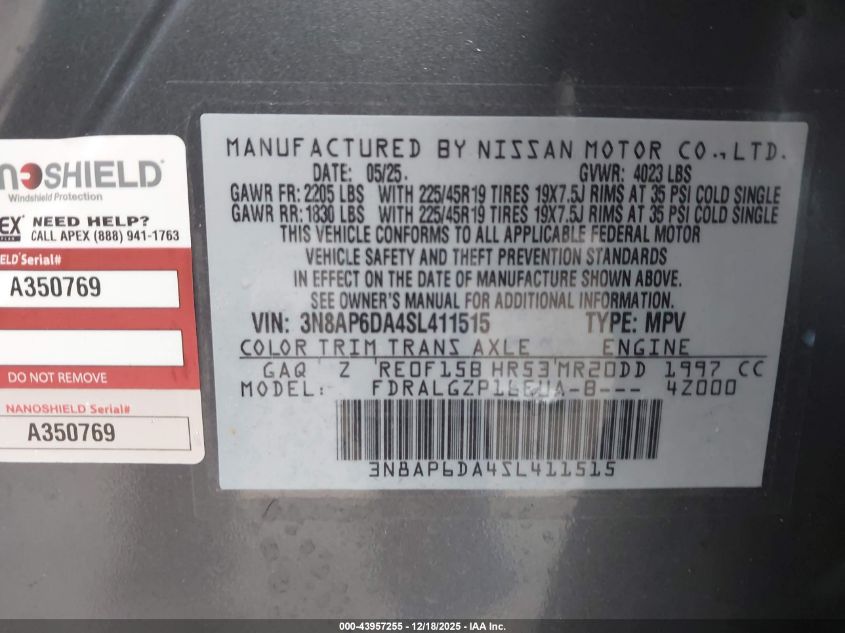 NOSHIELD
Windshield Protection
EX NEED HELP?
CALL APEX (888) 941-1763
ELD Serial#
A350769
DO NOT PEEL
NANOSHIELD Serial#
A350769
MANUFACTURED BY NISSAN MOTOR CO.,LTD.
DATE: 05/25. GVWR: 4023 LBS
GAWR FR: 2205 LBS WITH 225/45R19 TIRES 19X7.5J RIMS AT 35 PSI COLD SINGLE
GAWR RR: 1830 LBS WITH 225/45R19 TIRES 19X7.5J RIMS AT 35 PSI COLD SINGLE
THIS VEHICLE CONFORMS TO ALL APPLICABLE FEDERAL MOTOR
VEHICLE SAFETY AND THEFT PREVENTION STANDARDS
IN EFFECT ON THE DATE OF MANUFACTURE SHOWN ABOVE.
SEE OWNER'S MANUAL FOR ADDITIONAL INFORMATION
VIN: 3N8AP6DA4SL411515 TYPE: MPV
COLOR TRIM TRANS AXLE ENGINE
GAQ Z RE0F15B HR53 MR20DD 1997 CC
MODEL: FDRALGZP16EUA-B--- 4Z000
3N8AP6DA4SL411515
000-43957255 - 12/18/2025 - IAA Inc.